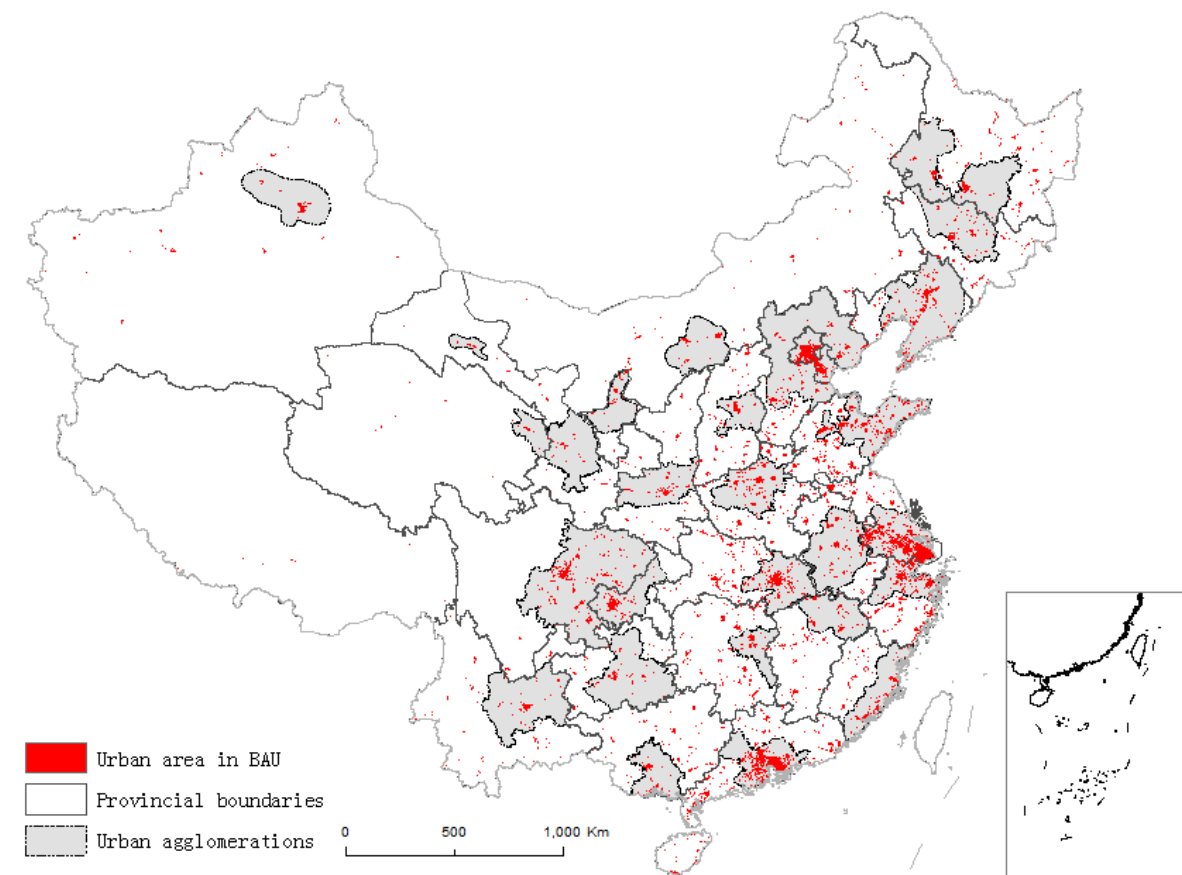 Urban area in BAU
Provincial boundaries
Urban agglomerations
0 500 1,000 Km